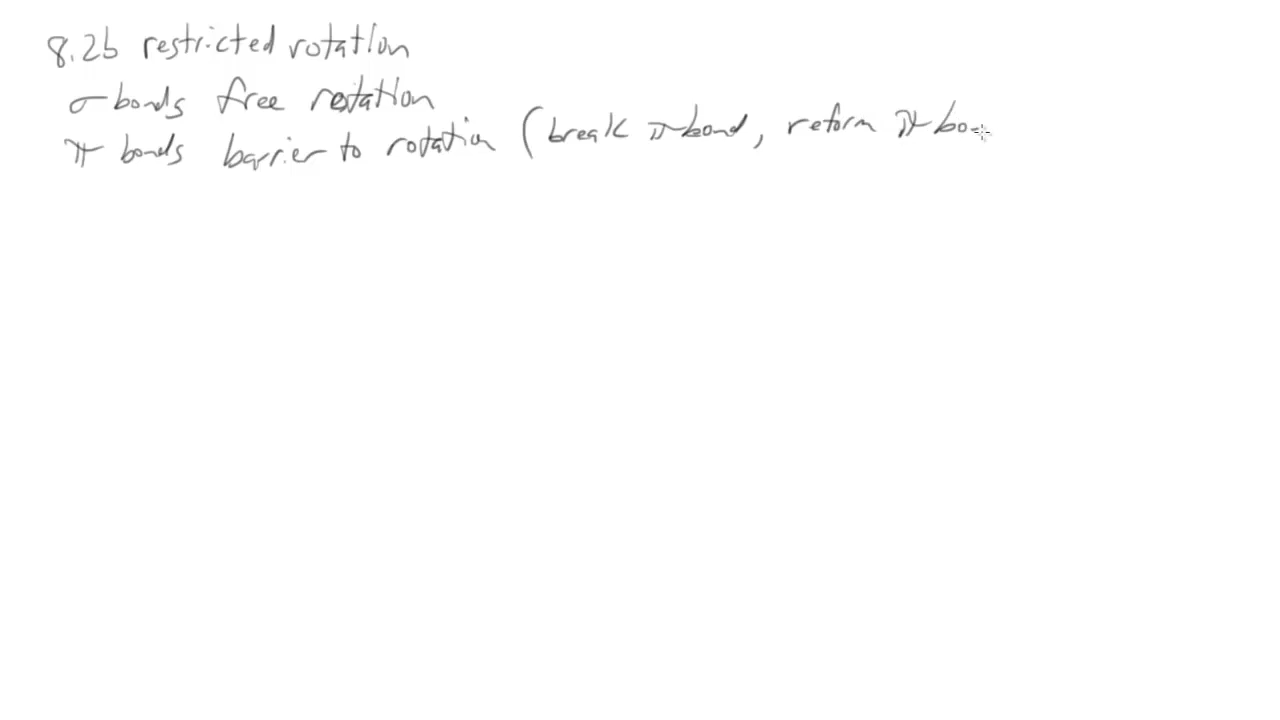 8.2b restricted rotation
σ bonds free rotation
π bonds barrier to rotation (break π bond, reform π bo